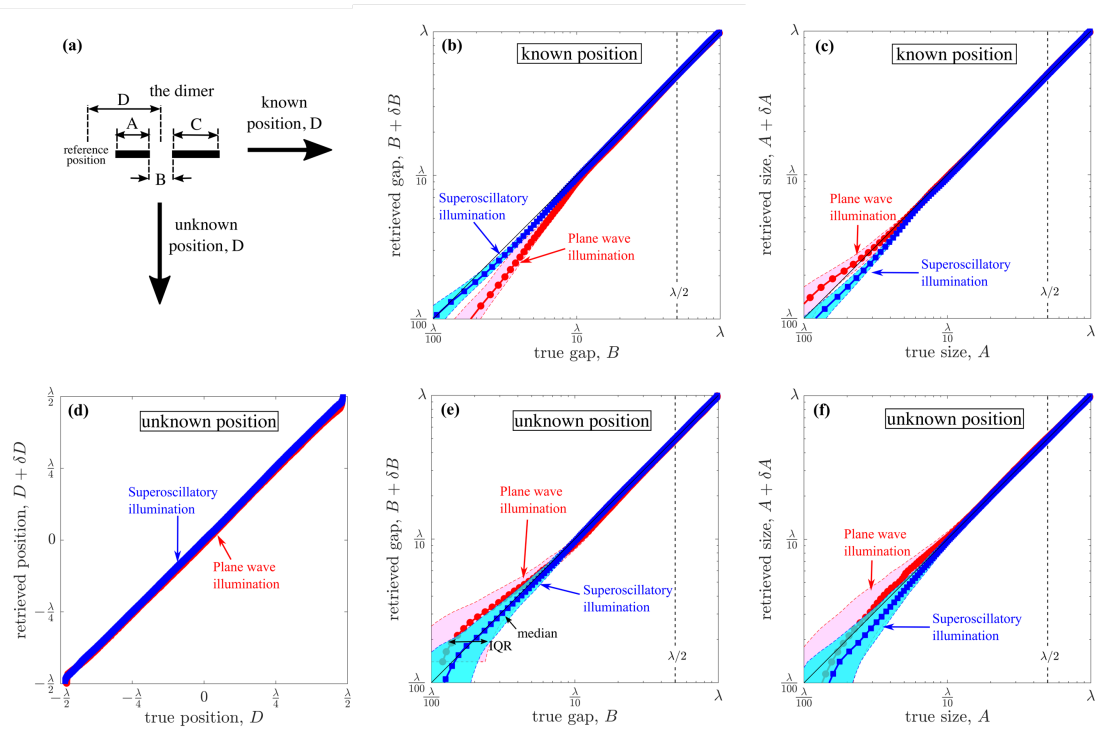 (a)
the dimer
D
A
C
reference
position
B
known
position, D
unknown
position, D
(b)
known position
retrieved gap, B + δB
λ
λ/10
λ/100
Superoscillatory
illumination
Plane wave
illumination
λ/2
λ/100
λ/10
λ
true gap, B
(c)
known position
retrieved size, A + δA
λ
λ/10
λ/100
Plane wave
illumination
Superoscillatory
illumination
λ/2
λ/100
λ/10
λ
true size, A
(d)
unknown position
retrieved position, D + δD
λ/2
λ/4
0
−λ/4
−λ/2
Superoscillatory
illumination
Plane wave
illumination
−λ/2
−λ/4
0
λ/4
λ/2
true position, D
(e)
unknown position
retrieved gap, B + δB
λ
λ/10
λ/100
Plane wave
illumination
Superoscillatory
illumination
median
IQR
λ/2
λ/100
λ/10
λ
true gap, B
(f)
unknown position
retrieved size, A + δA
λ
λ/10
λ/100
Plane wave
illumination
Superoscillatory
illumination
λ/2
λ/100
λ/10
λ
true size, A